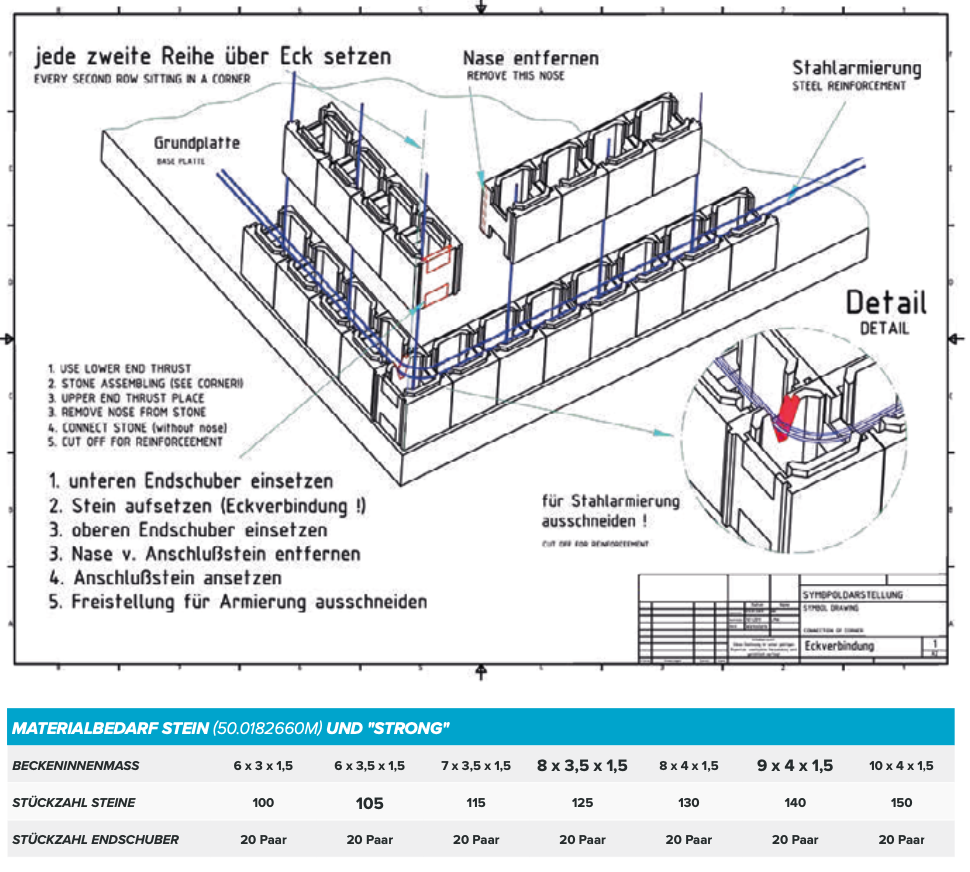 jede zweite Reihe über Eck setzen
EVERY SECOND ROW SITTING IN A CORNER
Nase entfernen
REMOVE THIS NOSE
Stahlarmierung
STEEL REINFORCEMENT
Grundplatte
BASE PLATTE
Detail
DETAIL
1. USE LOWER END THRUST
2. STONE ASSEMBLING (SEE CORNER!)
3. UPPER END THRUST PLACE
3. REMOVE NOSE FROM STONE
4. CONNECT STONE (without nose)
5. CUT OFF FOR REINFORCEEMENT
1. unteren Endschuber einsetzen
2. Stein aufsetzen (Eckverbindung !)
3. oberen Endschuber einsetzen
3. Nase v. Anschlußstein entfernen
4. Anschlußstein ansetzen
5. Freistellung für Armierung ausschneiden
für Stahlarmierung
ausschneiden !
CUT OFF FOR REINFORCEMENT
SYMBPOLDARSTELLUNG
SYMBOL DRAWING
CONNECTION OF CORNER
Eckverbindung
1
MATERIALBEDARF STEIN (50.0182660M) UND "STRONG"
BECKENINNENMASS 6 x 3 x 1,5 6 x 3,5 x 1,5 7 x 3,5 x 1,5 8 x 3,5 x 1,5 8 x 4 x 1,5 9 x 4 x 1,5 10 x 4 x 1,5
STÜCKZAHL STEINE 100 105 115 125 130 140 150
STÜCKZAHL ENDSCHUBER 20 Paar 20 Paar 20 Paar 20 Paar 20 Paar 20 Paar 20 Paar